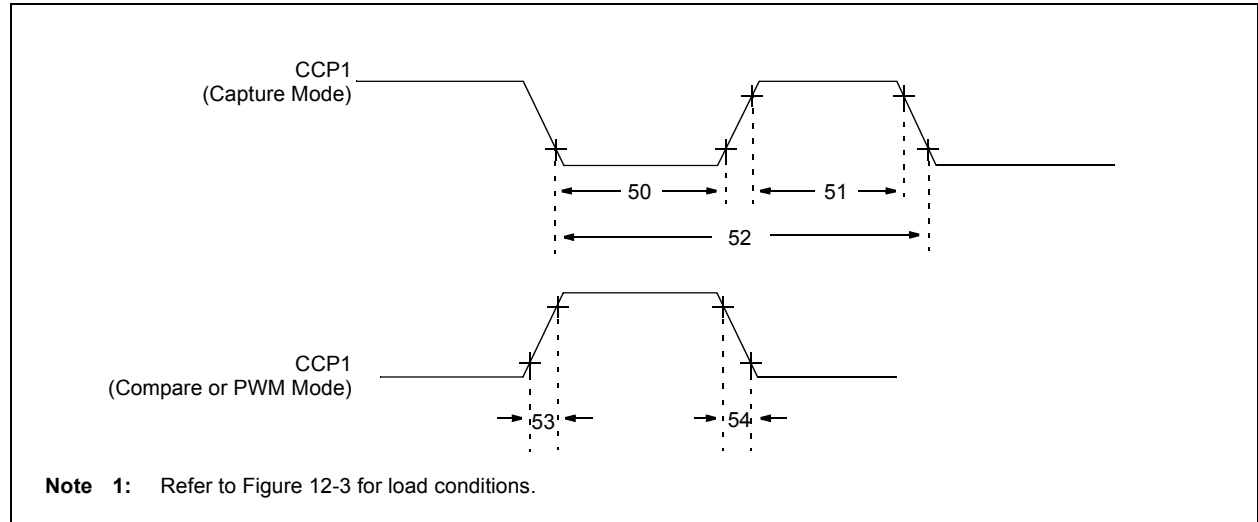 CCP1
(Capture Mode)
50
51
52
CCP1
(Compare or PWM Mode)
53
54
Note 1: Refer to Figure 12-3 for load conditions.